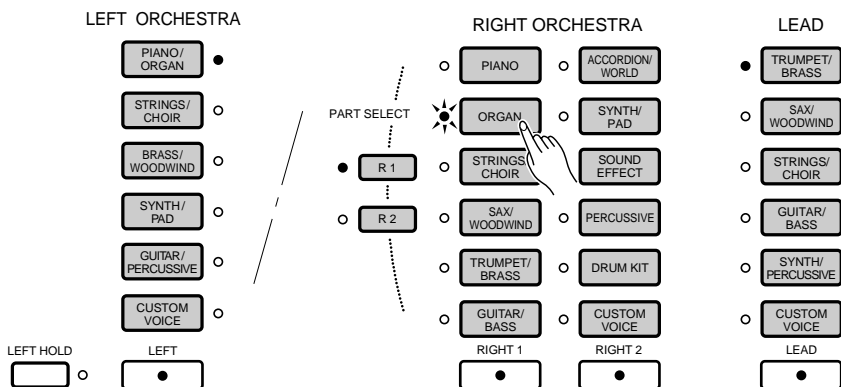 LEFT ORCHESTRA
PIANO/
ORGAN
STRINGS/
CHOIR
BRASS/
WOODWIND
SYNTH/
PAD
GUITAR/
PERCUSSIVE
CUSTOM
VOICE
LEFT HOLD
LEFT
PART SELECT
R 1
R 2
RIGHT ORCHESTRA
PIANO
ORGAN
STRINGS/
CHOIR
SAX/
WOODWIND
TRUMPET/
BRASS
GUITAR/
BASS
RIGHT 1
ACCORDION/
WORLD
SYNTH/
PAD
SOUND
EFFECT
PERCUSSIVE
DRUM KIT
CUSTOM
VOICE
RIGHT 2
LEAD
TRUMPET/
BRASS
SAX/
WOODWIND
STRINGS/
CHOIR
GUITAR/
BASS
SYNTH/
PERCUSSIVE
CUSTOM
VOICE
LEAD